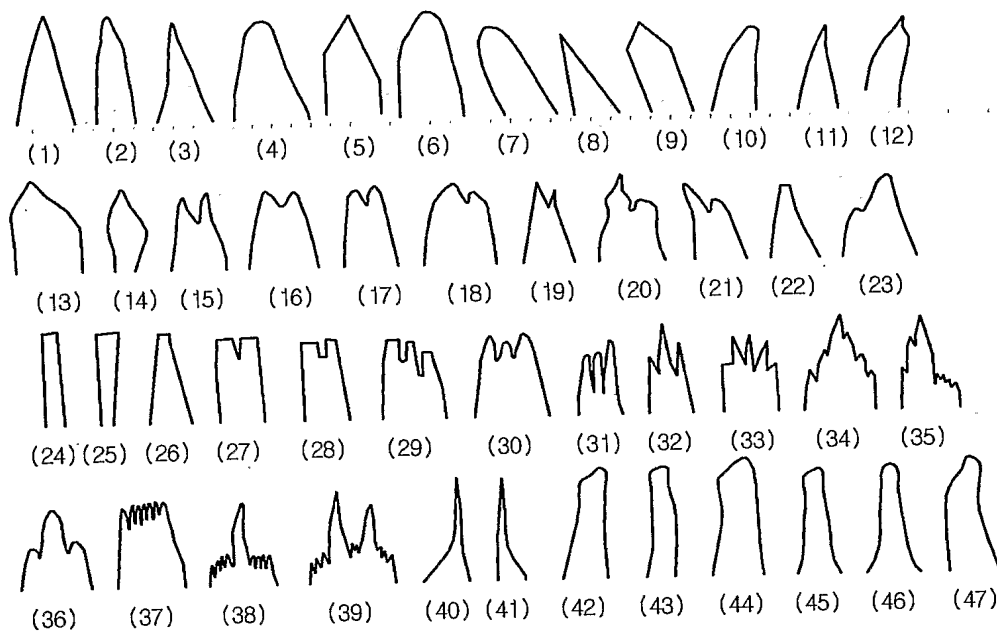 (1) (2) (3) (4) (5) (6) (7) (8) (9) (10) (11) (12)
(13) (14) (15) (16) (17) (18) (19) (20) (21) (22) (23)
(24) (25) (26) (27) (28) (29) (30) (31) (32) (33) (34) (35)
(36) (37) (38) (39) (40) (41) (42) (43) (44) (45) (46) (47)